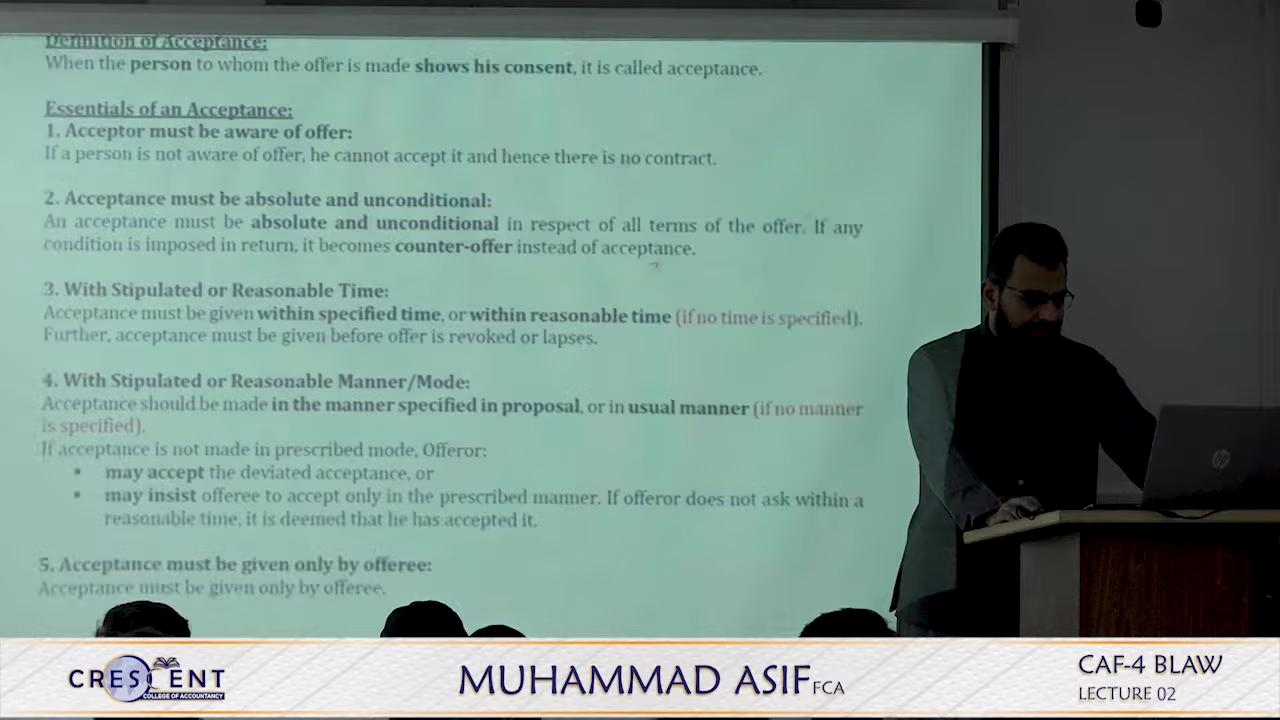 Definition of Acceptance:
When the person to whom the offer is made shows his consent, it is called acceptance.
Essentials of an Acceptance:
1. Acceptor must be aware of offer:
If a person is not aware of offer, he cannot accept it and hence there is no contract.
2. Acceptance must be absolute and unconditional:
An acceptance must be absolute and unconditional in respect of all terms of the offer. If any
condition is imposed in return, it becomes counter-offer instead of acceptance.
3. With Stipulated or Reasonable Time:
Acceptance must be given within specified time, or within reasonable time (if no time is specified).
Further, acceptance must be given before offer is revoked or lapses.
4. With Stipulated or Reasonable Manner/Mode:
Acceptance should be made in the manner specified in proposal, or in usual manner (if no manner
is specified).
If acceptance is not made in prescribed mode, Offeror:
• may accept the deviated acceptance, or
• may insist offeree to accept only in the prescribed manner. If offeror does not ask within a
reasonable time, it is deemed that he has accepted it.
5. Acceptance must be given only by offeree:
Acceptance must be given only by offeree.
hp
CRESCENT
COLLEGE OF ACCOUNTANCY
MUHAMMAD ASIF FCA
CAF-4 BLAW
LECTURE 02